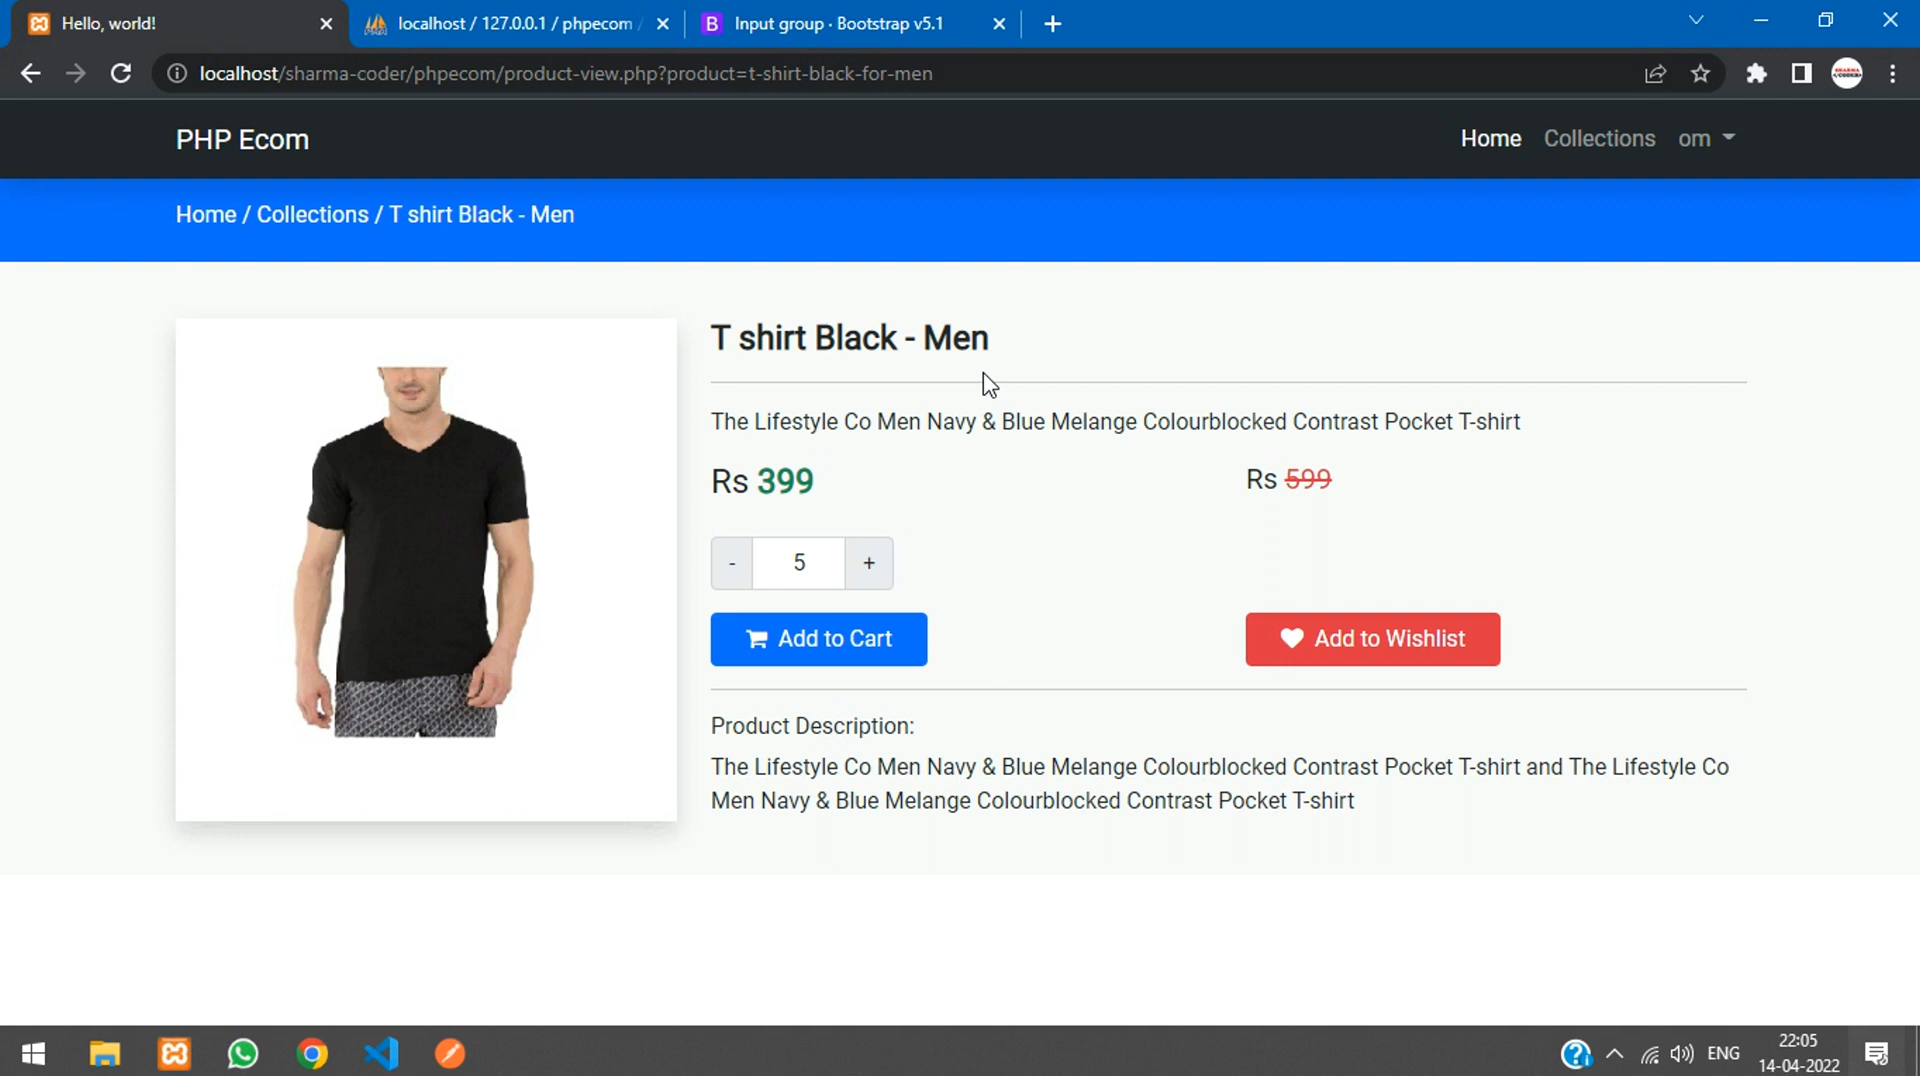 Hello, world!
localhost / 127.0.0.1 / phpecom /
B Input group · Bootstrap v5.1
localhost/sharma-coder/phpecom/product-view.php?product=t-shirt-black-for-men
PHP Ecom
Home Collections om
Home / Collections / T shirt Black - Men
T shirt Black - Men
The Lifestyle Co Men Navy & Blue Melange Colourblocked Contrast Pocket T-shirt
Rs 399 Rs 599
- 5 +
Add to Cart Add to Wishlist
Product Description:
The Lifestyle Co Men Navy & Blue Melange Colourblocked Contrast Pocket T-shirt and The Lifestyle Co
Men Navy & Blue Melange Colourblocked Contrast Pocket T-shirt
ENG
22:05
14-04-2022